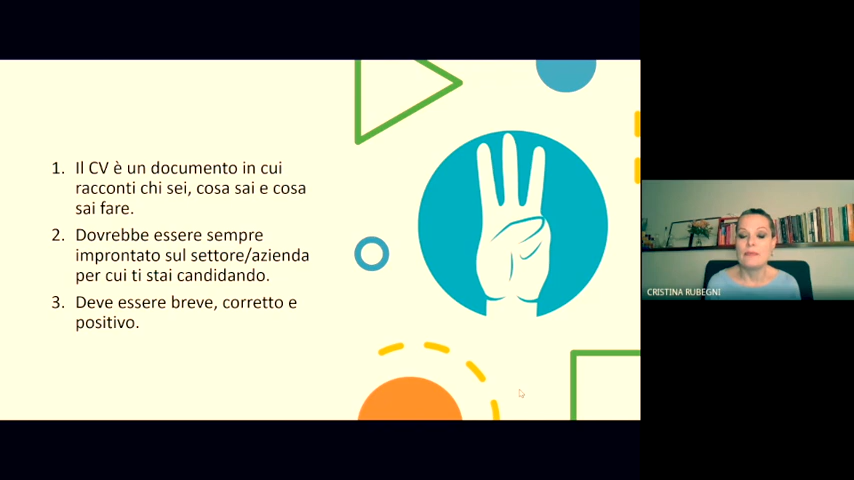 1. Il CV è un documento in cui
racconti chi sei, cosa sai e cosa
sai fare.
2. Dovrebbe essere sempre
improntato sul settore/azienda
per cui ti stai candidando.
3. Deve essere breve, corretto e
positivo.
CRISTINA RUBEGNI